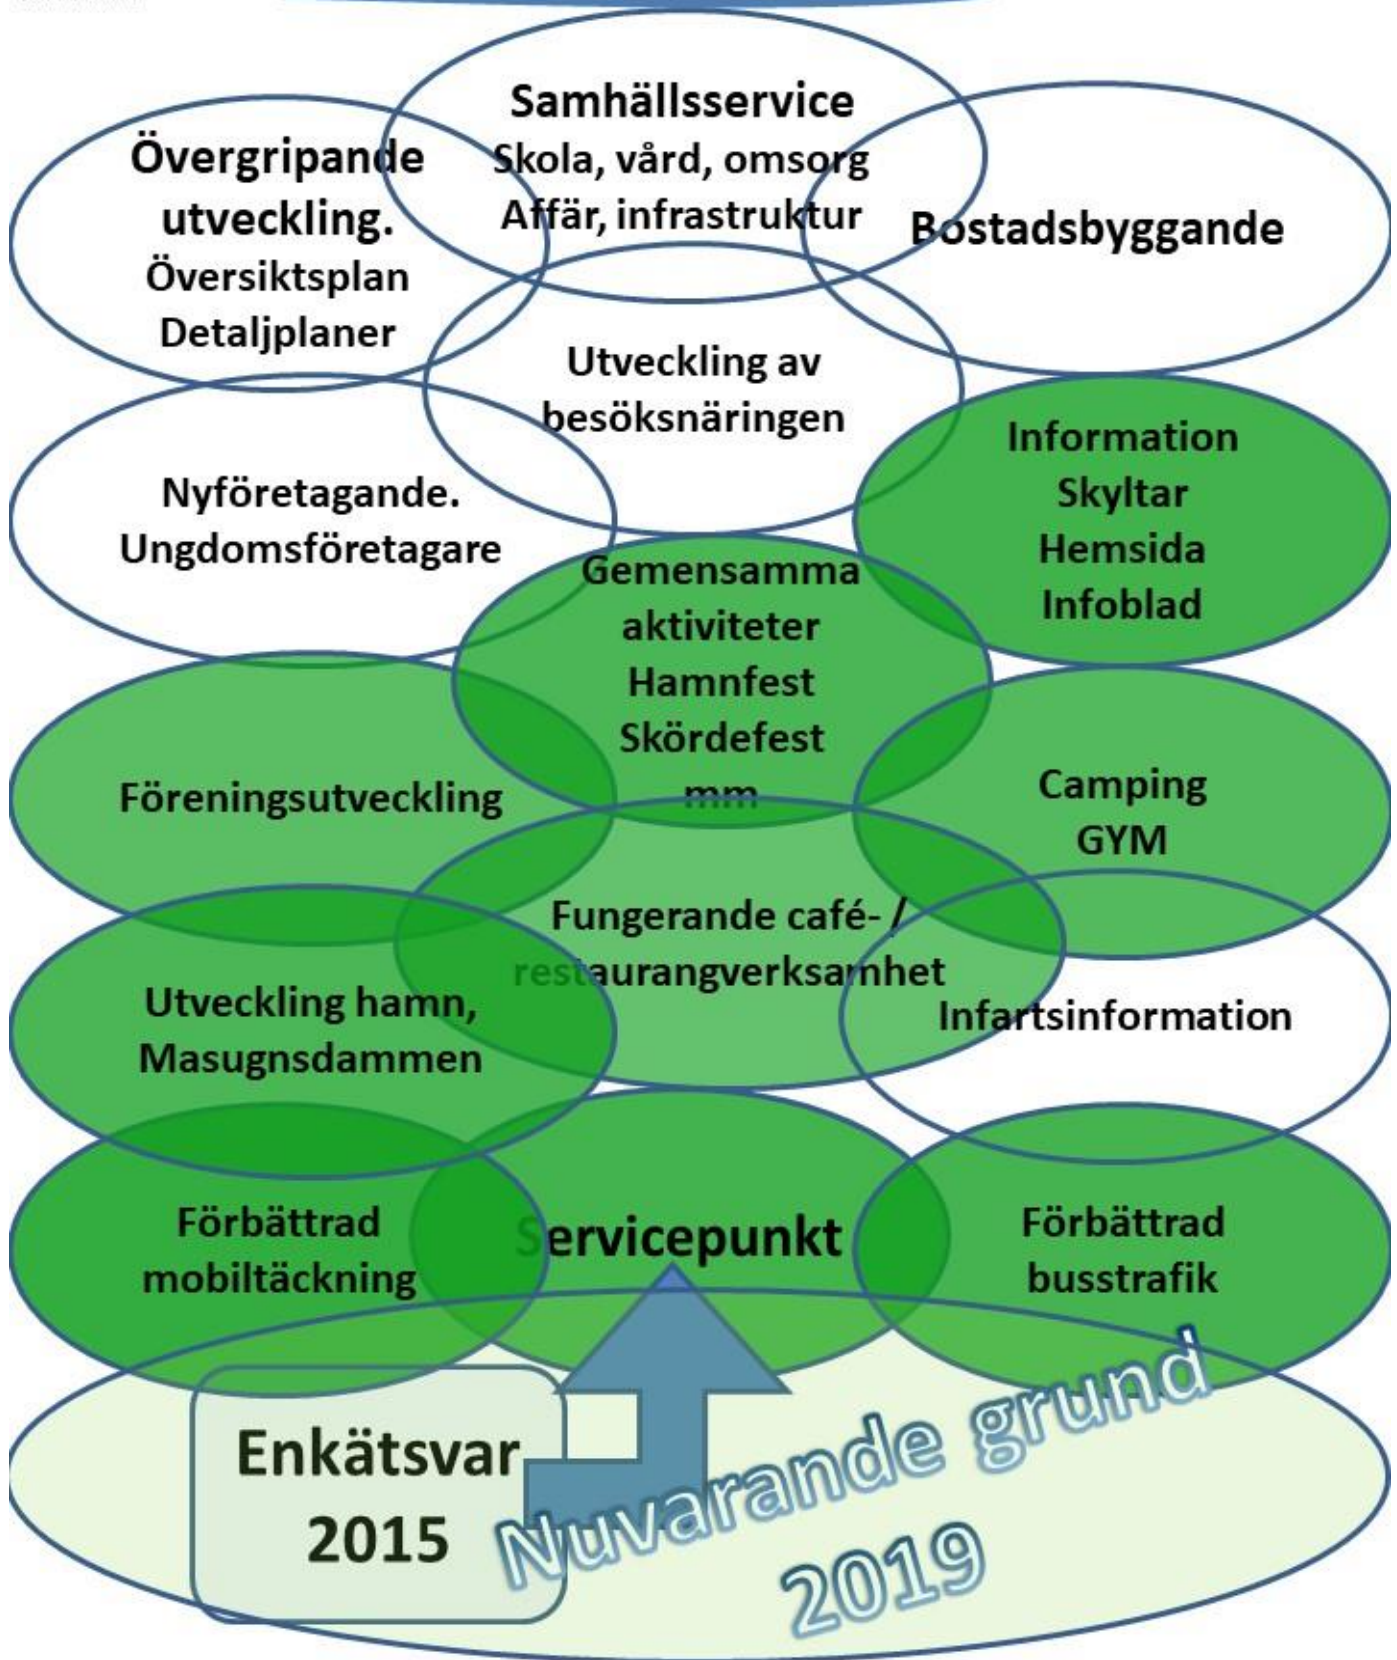 Samhällsservice
Skola, vård, omsorg
Affär, infrastruktur
Övergripande
utveckling.
Översiktsplan
Detaljplaner
Bostadsbyggande
Utveckling av
besöksnäringen
Nyföretagande.
Ungdomsföretagare
Information
Skyltar
Hemsida
Infoblad
Gemensamma
aktiviteter
Hamnfest
Skördefest
mm
Föreningsutveckling
Camping
GYM
Fungerande café- /
restaurangverksamhet
Utveckling hamn,
Masugnsdammen
Infartsinformation
Förbättrad
mobiltäckning
Servicepunkt
Förbättrad
busstrafik
Enkätsvar
2015
Nuvarande grund
2019